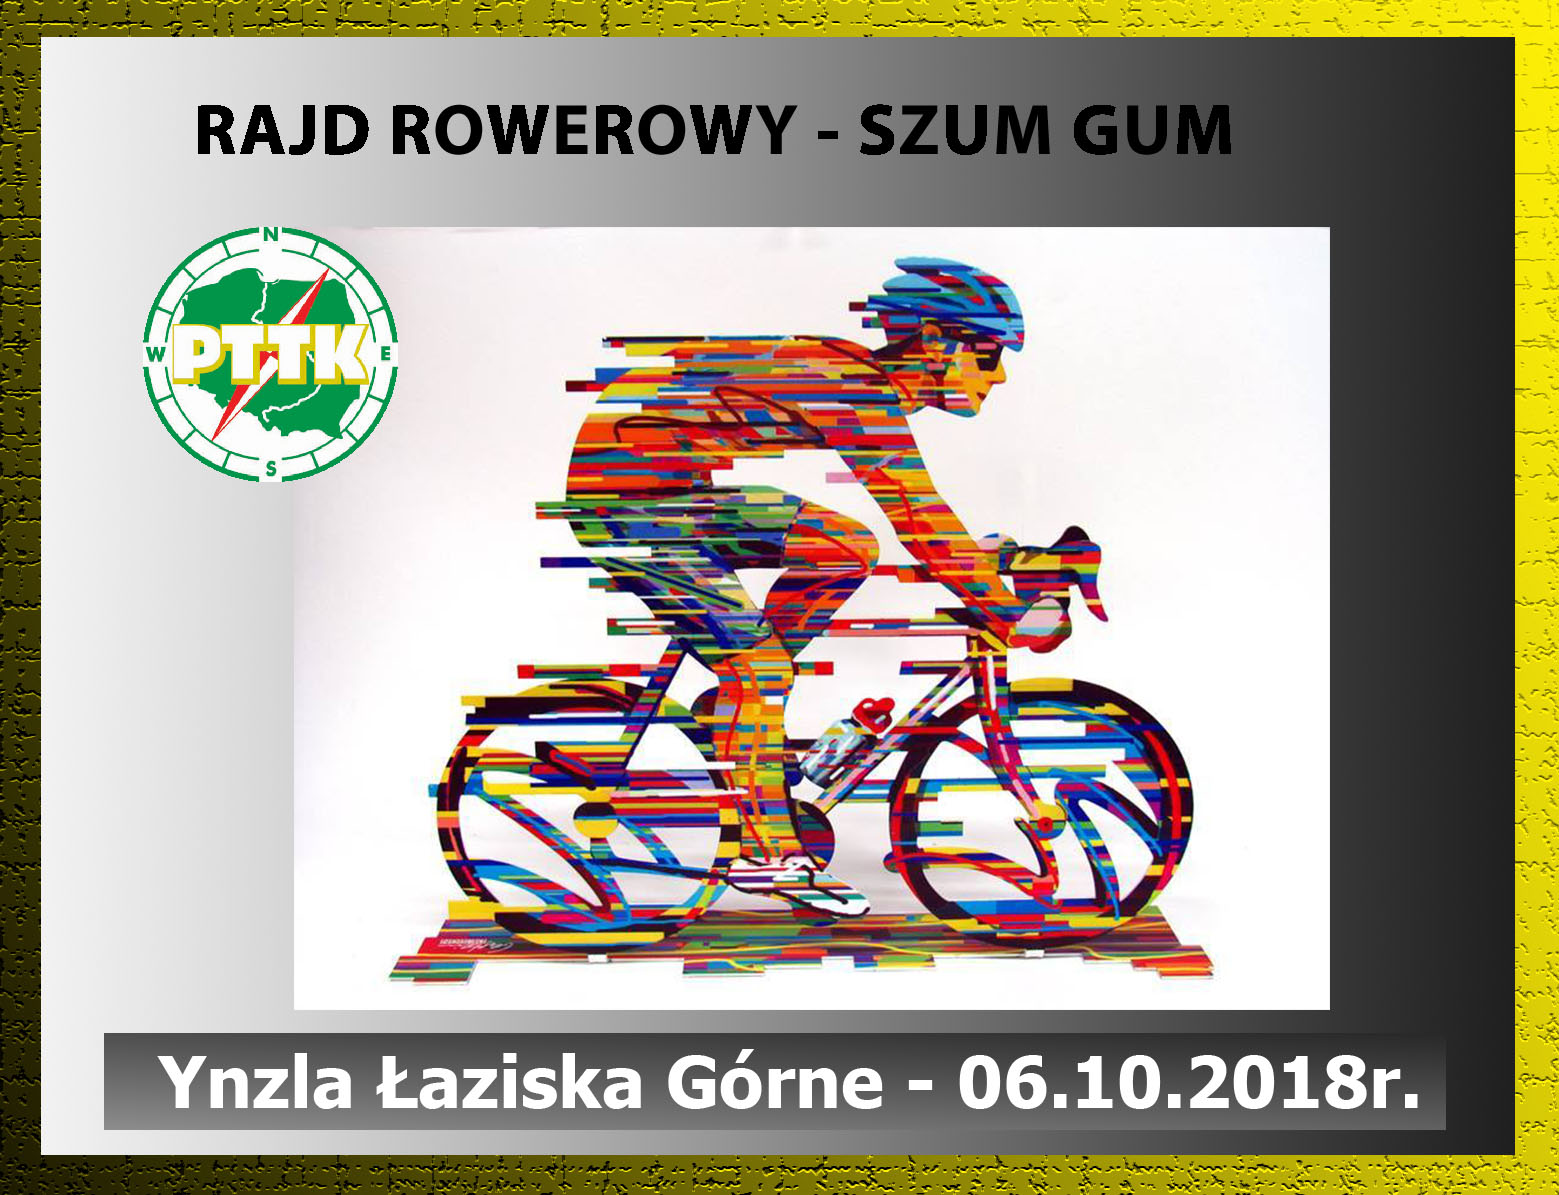 RAJD ROWEROWY - SZUM GUM
N
W PTTK E
S
Ynzla Łaziska Górne - 06.10.2018r.